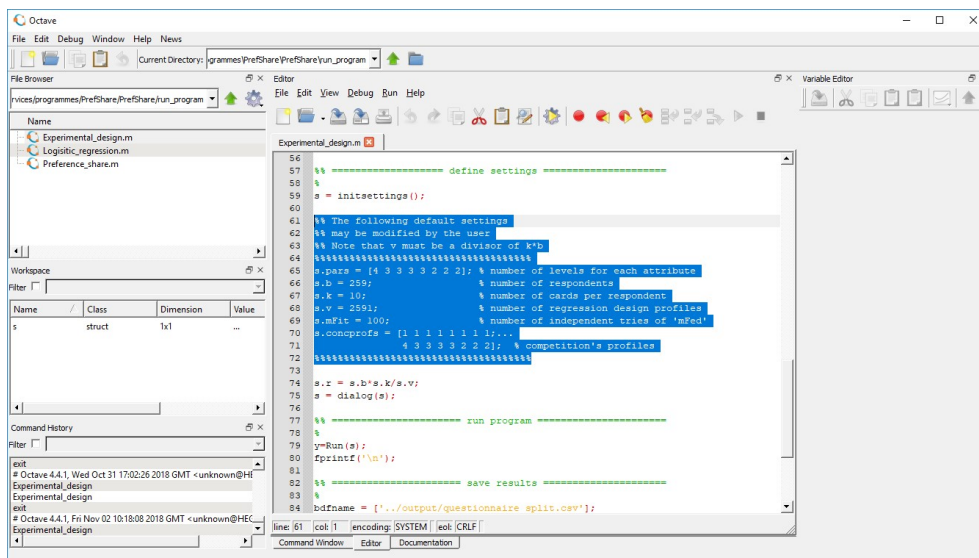 Octave
File Edit Debug Window Help News
Current Directory: ›grammes\PrefShare\PrefShare\run_program
File Browser
rvices/programmes/PrefShare/PrefShare/run_program
Name
Experimental_design.m
Logisitic_regression.m
Preference_share.m
Workspace
Filter
Name Class Dimension Value
s struct 1x1 ...
Command History
Filter
exit
# Octave 4.4.1, Wed Oct 31 17:02:26 2018 GMT <unknown@HE
Experimental_design
Experimental_design
exit
# Octave 4.4.1, Fri Nov 02 10:18:08 2018 GMT <unknown@HEC
Experimental_design
Editor
File Edit View Debug Run Help
Experimental_design.m
56
57 %% =================== define settings =====================
58 %
59 s = initsettings();
60
61 %% The following default settings
62 %% may be modified by the user
63 %% Note that v must be a divisor of k*b
64 %%%%%%%%%%%%%%%%%%%%%%%%%%%%%%%%%%%%%
65 s.pars = [4 3 3 3 3 2 2 2]; % number of levels for each attribute
66 s.b = 259; % number of respondents
67 s.k = 10; % number of cards per respondent
68 s.v = 2591; % number of regression design profiles
69 s.mFit = 100; % number of independent tries of 'mFed'
70 s.concprofs = [1 1 1 1 1 1 1 1;...
71 4 3 3 3 3 2 2 2]; % competition's profiles
72 %%%%%%%%%%%%%%%%%%%%%%%%%%%%%%%%%%%%%
73
74 s.r = s.b*s.k/s.v;
75 s = dialog(s);
76
77 %% ====================== run program ======================
78 %
79 y=Run(s);
80 fprintf('\n');
81
82 %% ====================== save results =====================
83 %
84 bdfname = ['../output/questionnaire split.csv'];
line: 61 col: 1 encoding: SYSTEM eol: CRLF
Command Window Editor Documentation
Variable Editor